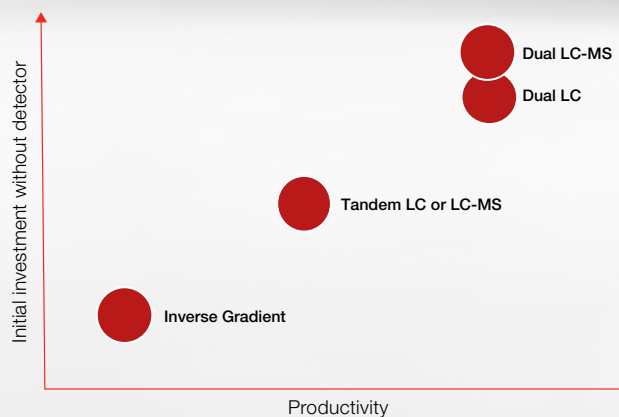 Initial investment without detector
Dual LC-MS
Dual LC
Tandem LC or LC-MS
Inverse Gradient
Productivity